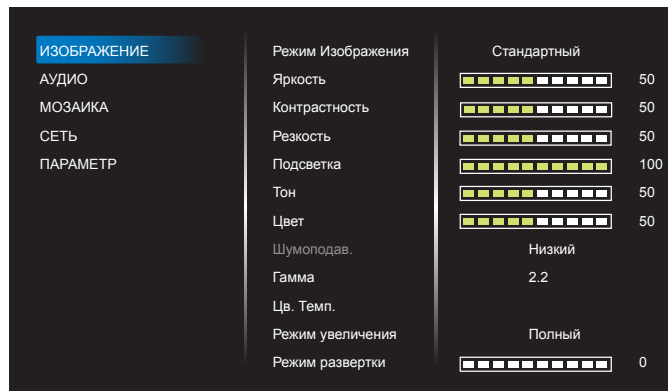 ИЗОБРАЖЕНИЕ
АУДИО
МОЗАИКА
СЕТЬ
ПАРАМЕТР
Режим Изображения Стандартный
Яркость 50
Контрастность 50
Резкость 50
Подсветка 100
Тон 50
Цвет 50
Шумоподав. Низкий
Гамма 2.2
Цв. Темп.
Режим увеличения Полный
Режим развертки 0